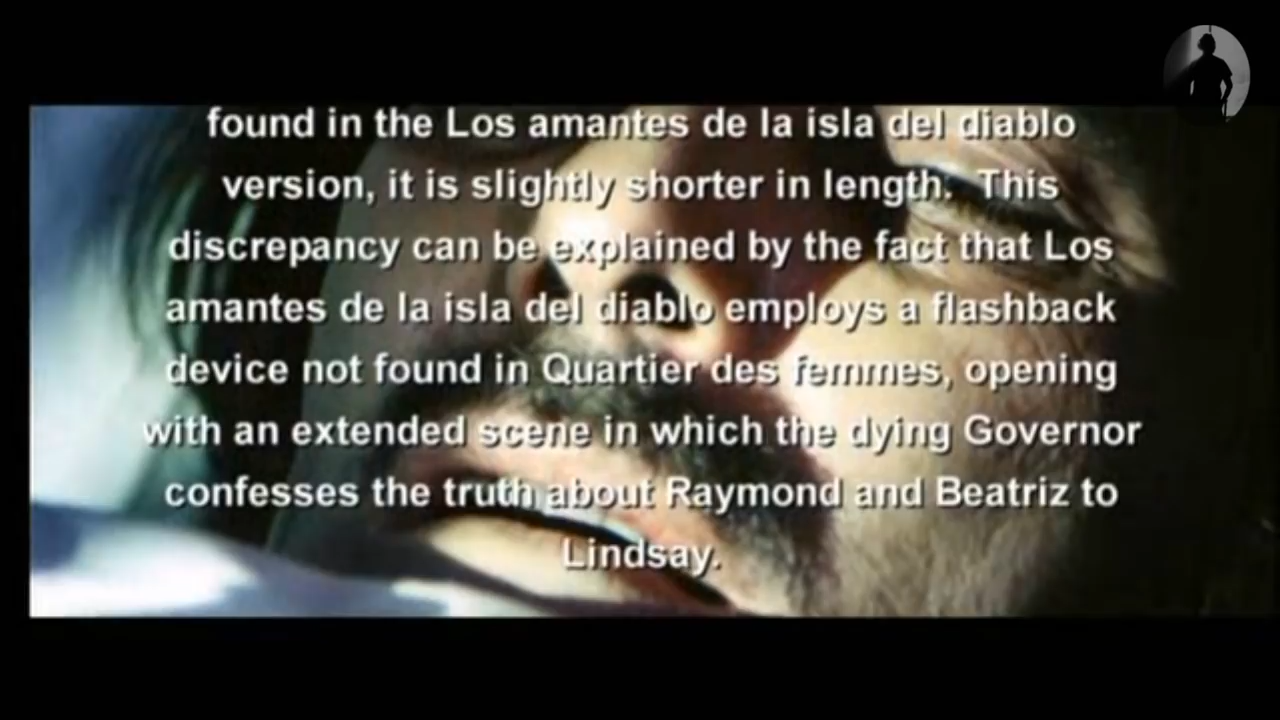 found in the Los amantes de la isla del diablo
version, it is slightly shorter in length.  This
discrepancy can be explained by the fact that Los
amantes de la isla del diablo employs a flashback
device not found in Quartier des femmes, opening
with an extended scene in which the dying Governor
confesses the truth about Raymond and Beatriz to
Lindsay.